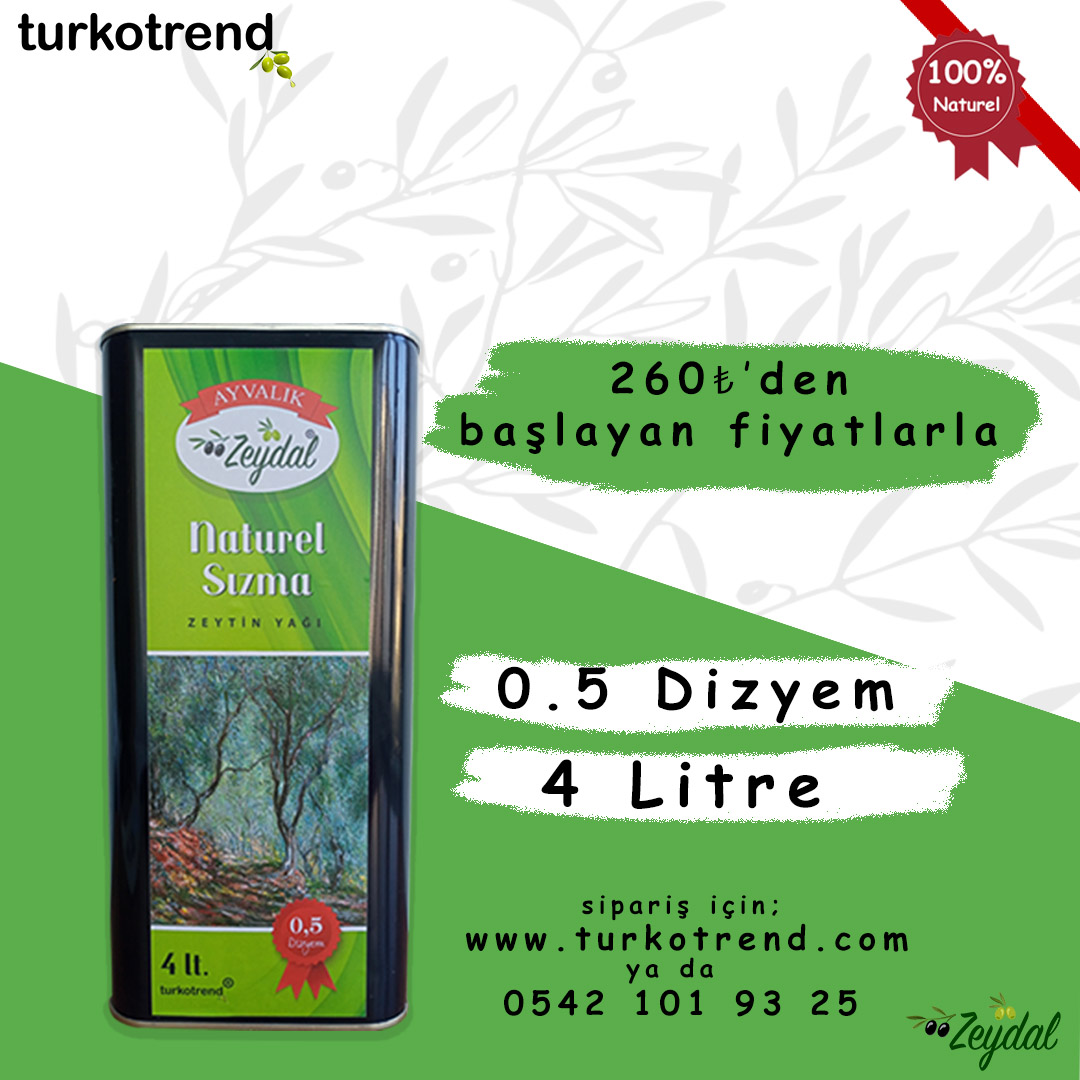 turkotrend
100%
Naturel
260₺'den
başlayan fiyatlarla
AYVALIK
Zeydal
Naturel
Sızma
ZEYTİN YAĞI
0.5 Dizyem
4 Litre
0,5
Dizyem
4 lt.
turkotrend®
sipariş için;
www.turkotrend.com
ya da
0542 101 93 25
Zeydal